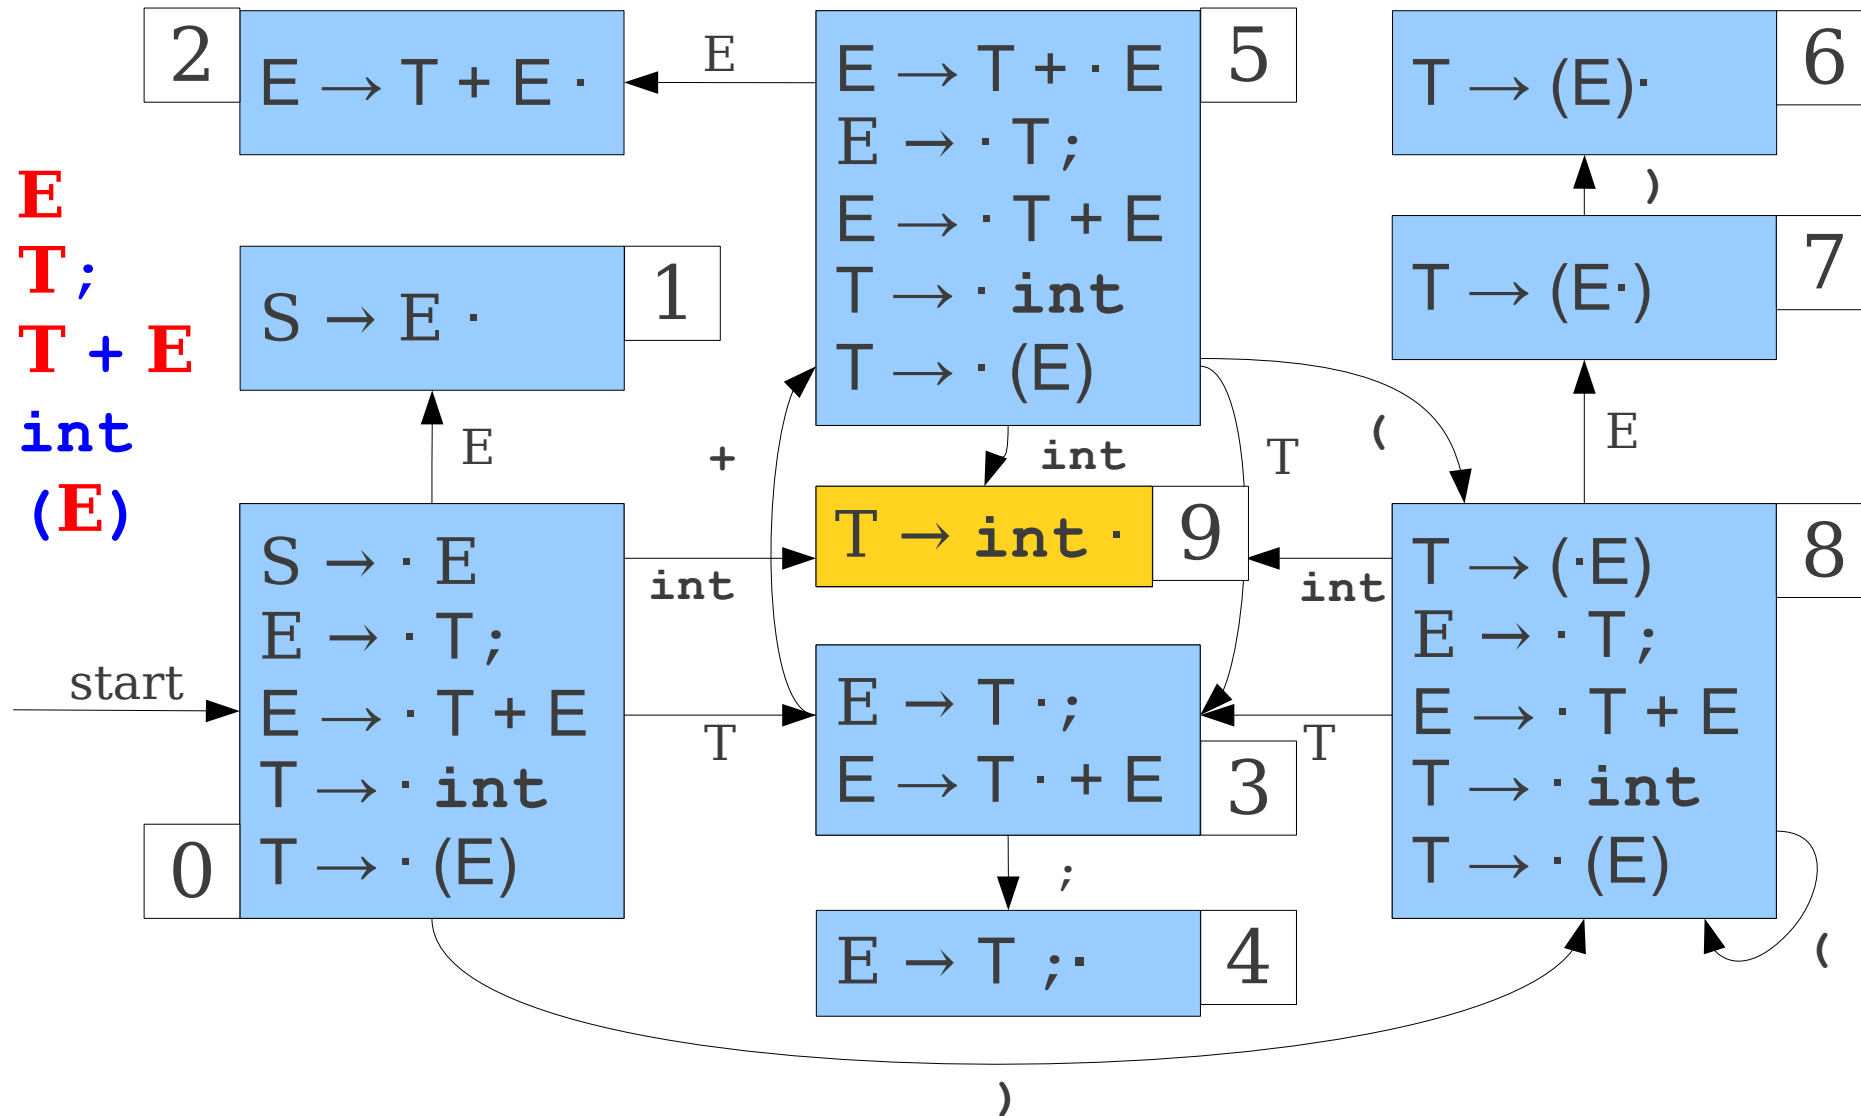 2
E → T + E ·
E
E → T + · E
E → · T ;
E → · T + E
T → · int
T → · (E)
5
T → (E)·
6
)
T → (E·)
7
E
T ;
T + E
int
(E)
S → E ·
1
E
+
int
T
(
E
T → int ·
9
start
S → · E
E → · T ;
E → · T + E
T → · int
T → · (E)
0
int
T
E → T · ;
E → T · + E
3
;
E → T ;·
4
int
T
T → (·E)
E → · T ;
E → · T + E
T → · int
T → · (E)
8
(
)